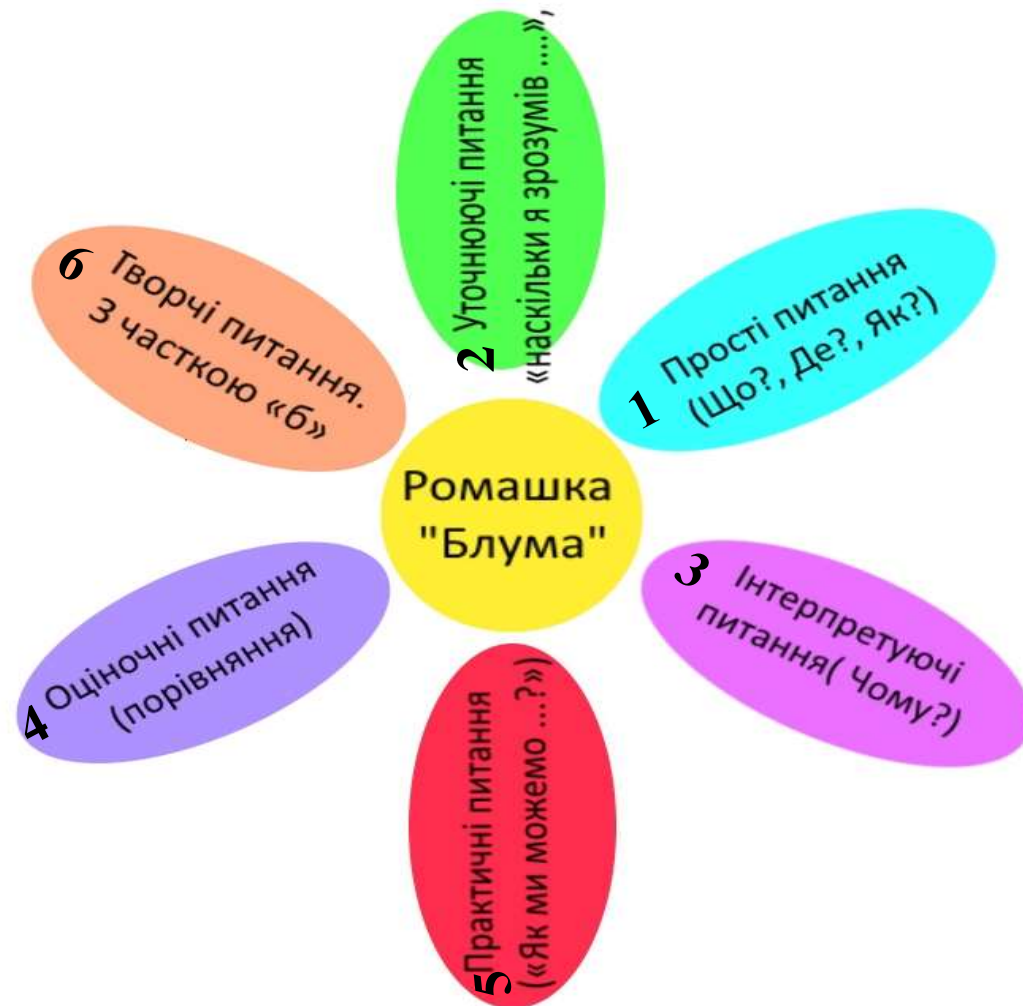 Ромашка
"Блума"
1 Прості питання
(Що?, Де?, Як?)
2 Уточнюючі питання
«наскільки я зрозумів ....»,
3 Інтерпретуючі
питання( Чому?)
4 Оціночні питання
(порівняння)
5 Практичні питання
(«Як ми можемо ...?»)
6 Творчі питання.
З часткою «б»